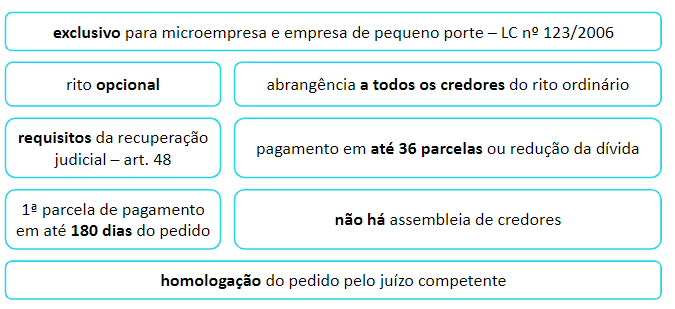 exclusivo para microempresa e empresa de pequeno porte – LC nº 123/2006
rito opcional
abrangência a todos os credores do rito ordinário
requisitos da recuperação
judicial – art. 48
pagamento em até 36 parcelas ou redução da dívida
1ª parcela de pagamento
em até 180 dias do pedido
não há assembleia de credores
homologação do pedido pelo juízo competente